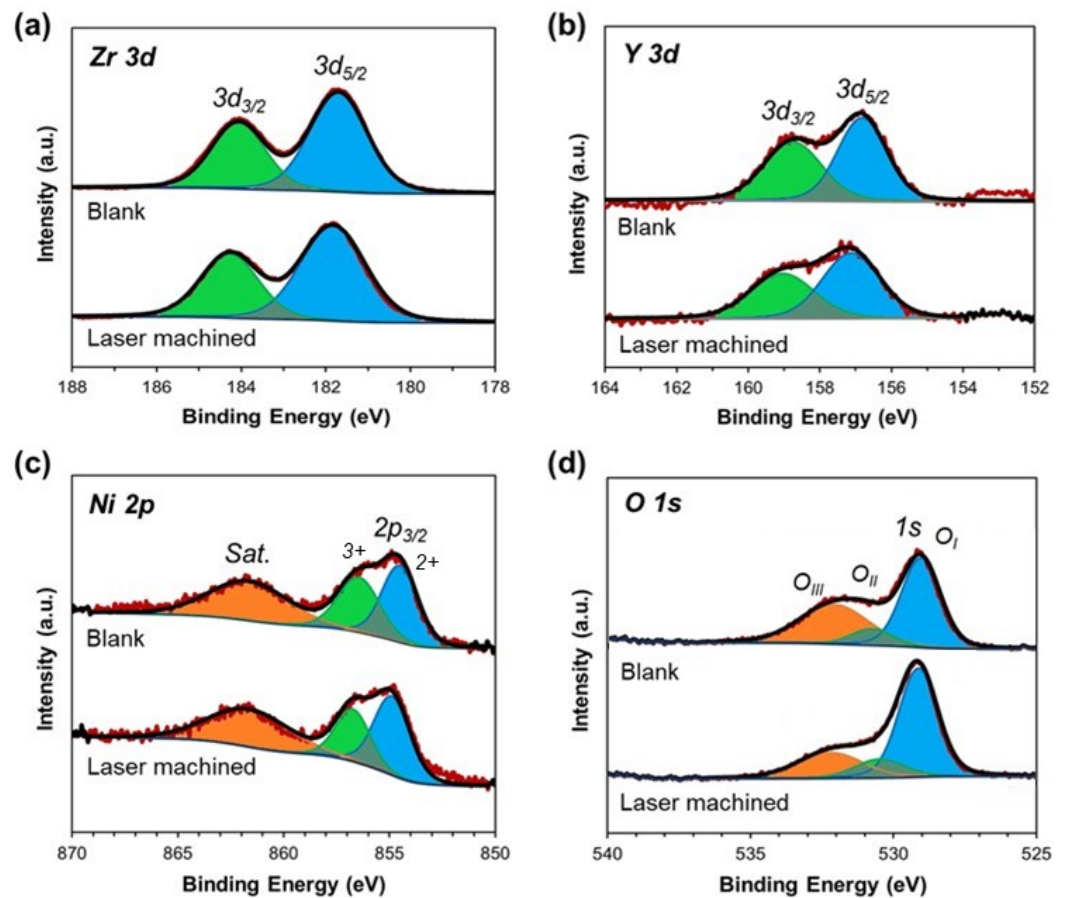 (a)
Zr 3d
3d3/2
3d5/2
Blank
Laser machined
Intensity (a.u.)
188 186 184 182 180 178
Binding Energy (eV)
(b)
Y 3d
3d3/2
3d5/2
Blank
Laser machined
Intensity (a.u.)
164 162 160 158 156 154 152
Binding Energy (eV)
(c)
Ni 2p
Sat.
3+
2p3/2
2+
Blank
Laser machined
Intensity (a.u.)
870 865 860 855 850
Binding Energy (eV)
(d)
O 1s
OIII
OII
1s OI
Blank
Laser machined
Intensity (a.u.)
540 535 530 525
Binding Energy (eV)